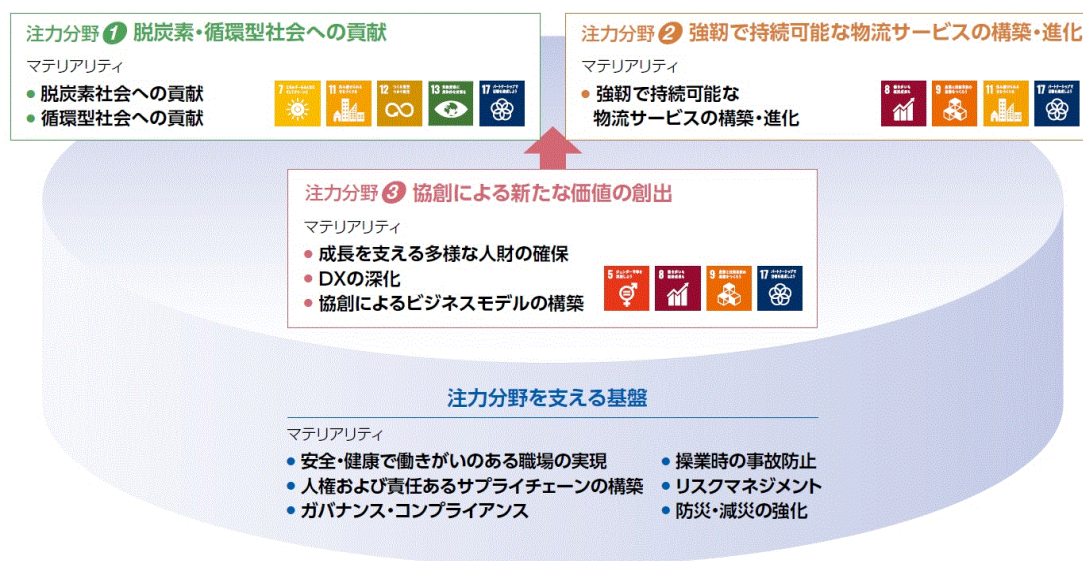 注力分野❶ 脱炭素・循環型社会への貢献
マテリアリティ
● 脱炭素社会への貢献
● 循環型社会への貢献
7
11
12
13
17
注力分野❷ 強靭で持続可能な物流サービスの構築・進化
マテリアリティ
● 強靭で持続可能な
物流サービスの構築・進化
8
9
11
17
注力分野❸ 協創による新たな価値の創出
マテリアリティ
● 成長を支える多様な人財の確保
● DXの深化
● 協創によるビジネスモデルの構築
5
8
9
17
注力分野を支える基盤
マテリアリティ
● 安全・健康で働きがいのある職場の実現
● 人権および責任あるサプライチェーンの構築
● ガバナンス・コンプライアンス
● 操業時の事故防止
● リスクマネジメント
● 防災・減災の強化